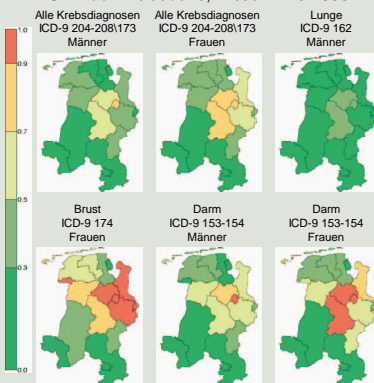 Alle Krebsdiagnosen
ICD-9 204-208\173
Männer
Alle Krebsdiagnosen
ICD-9 204-208\173
Frauen
Lunge
ICD-9 162
Männer
1.0
0.9
0.7
0.5
0.3
0.0
Brust
ICD-9 174
Frauen
Darm
ICD-9 153-154
Männer
Darm
ICD-9 153-154
Frauen